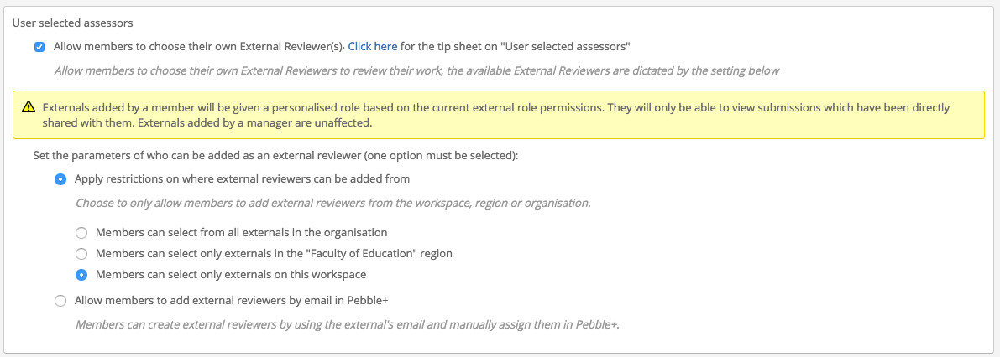 User selected assessors
Allow members to choose their own External Reviewer(s). Click here for the tip sheet on "User selected assessors"
Allow members to choose their own External Reviewers to review their work, the available External Reviewers are dictated by the setting below
Externals added by a member will be given a personalised role based on the current external role permissions. They will only be able to view submissions which have been directly
shared with them. Externals added by a manager are unaffected.
Set the parameters of who can be added as an external reviewer (one option must be selected):
Apply restrictions on where external reviewers can be added from
Choose to only allow members to add external reviewers from the workspace, region or organisation.
Members can select from all externals in the organisation
Members can select only externals in the "Faculty of Education" region
Members can select only externals on this workspace
Allow members to add external reviewers by email in Pebble+
Members can create external reviewers by using the external's email and manually assign them in Pebble+.